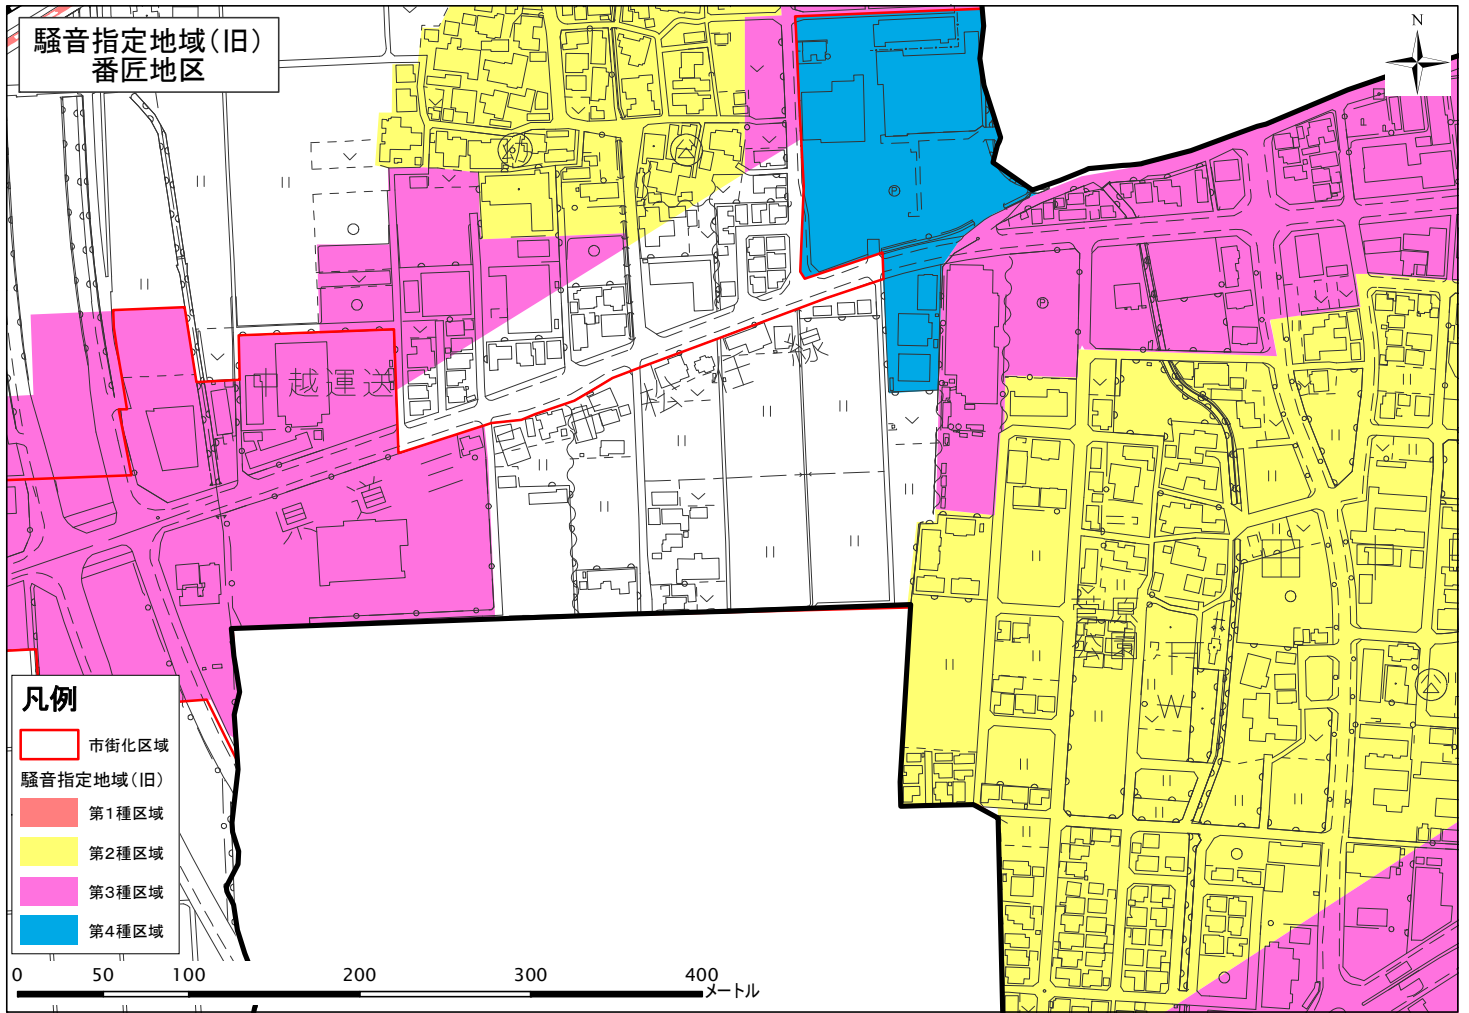 騒音指定地域（旧）
番匠地区
N
中越運送
県道
松任線
P
P
凡例
市街化区域
騒音指定地域（旧）
第1種区域
第2種区域
第3種区域
第4種区域
0 50 100 200 300 400
メートル